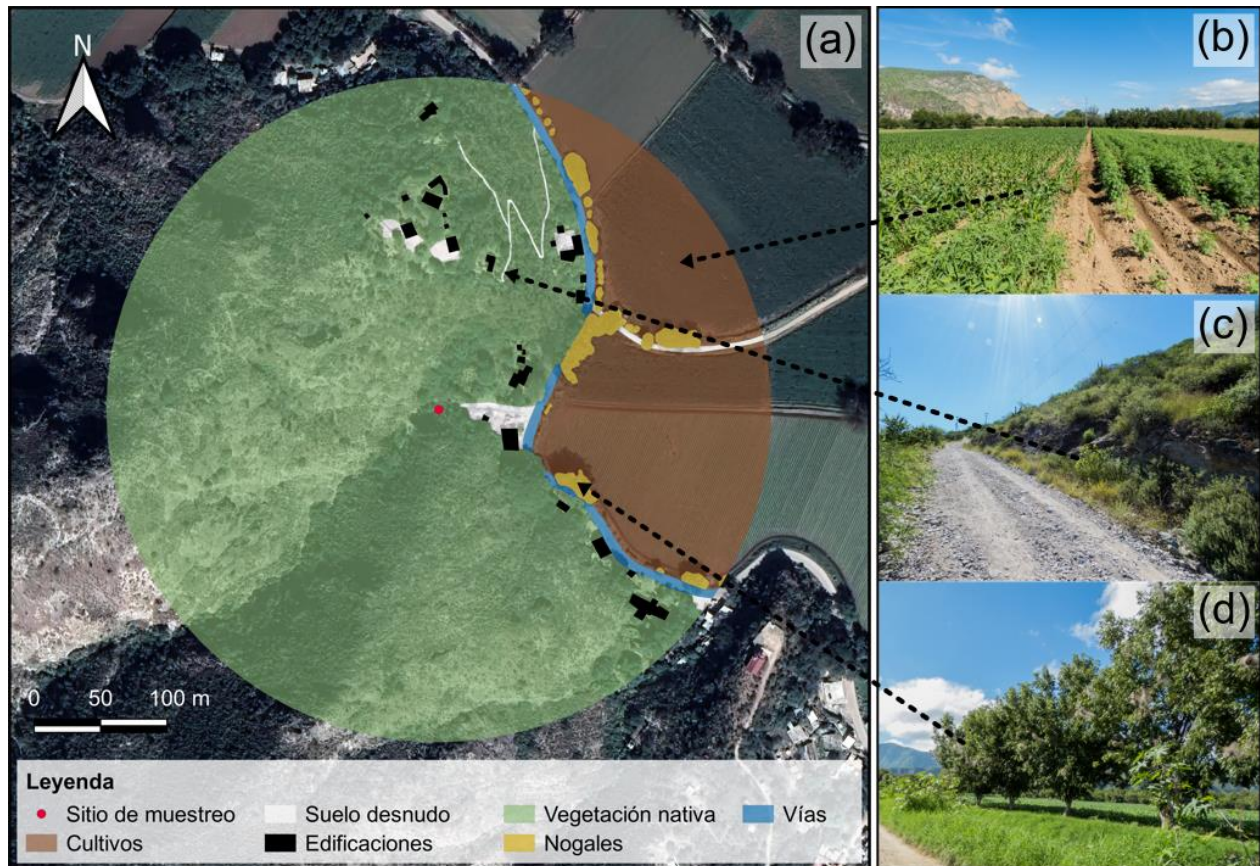 (a)
N
0 50 100 m
Leyenda
Sitio de muestreo Suelo desnudo Vegetación nativa Vías
Cultivos Edificaciones Nogales
(b)
(c)
(d)